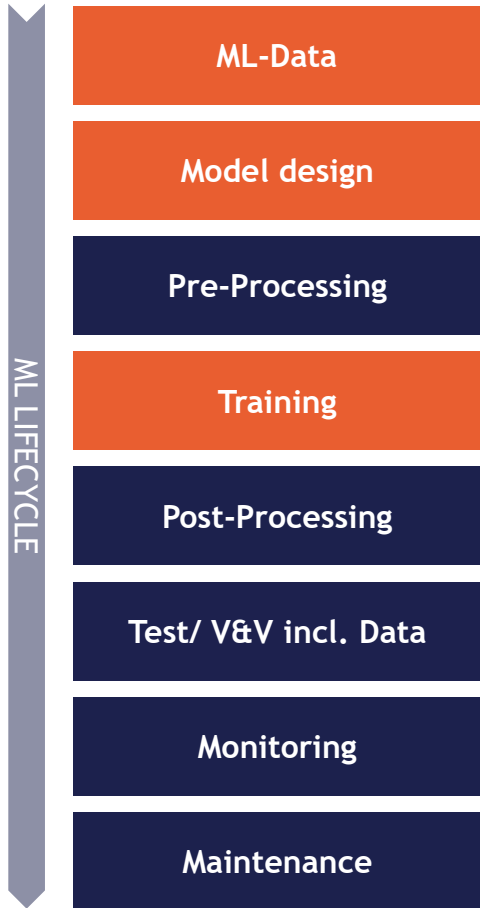 ML LIFECYCLE
ML-Data
Model design
Pre-Processing
Training
Post-Processing
Test/ V&V incl. Data
Monitoring
Maintenance